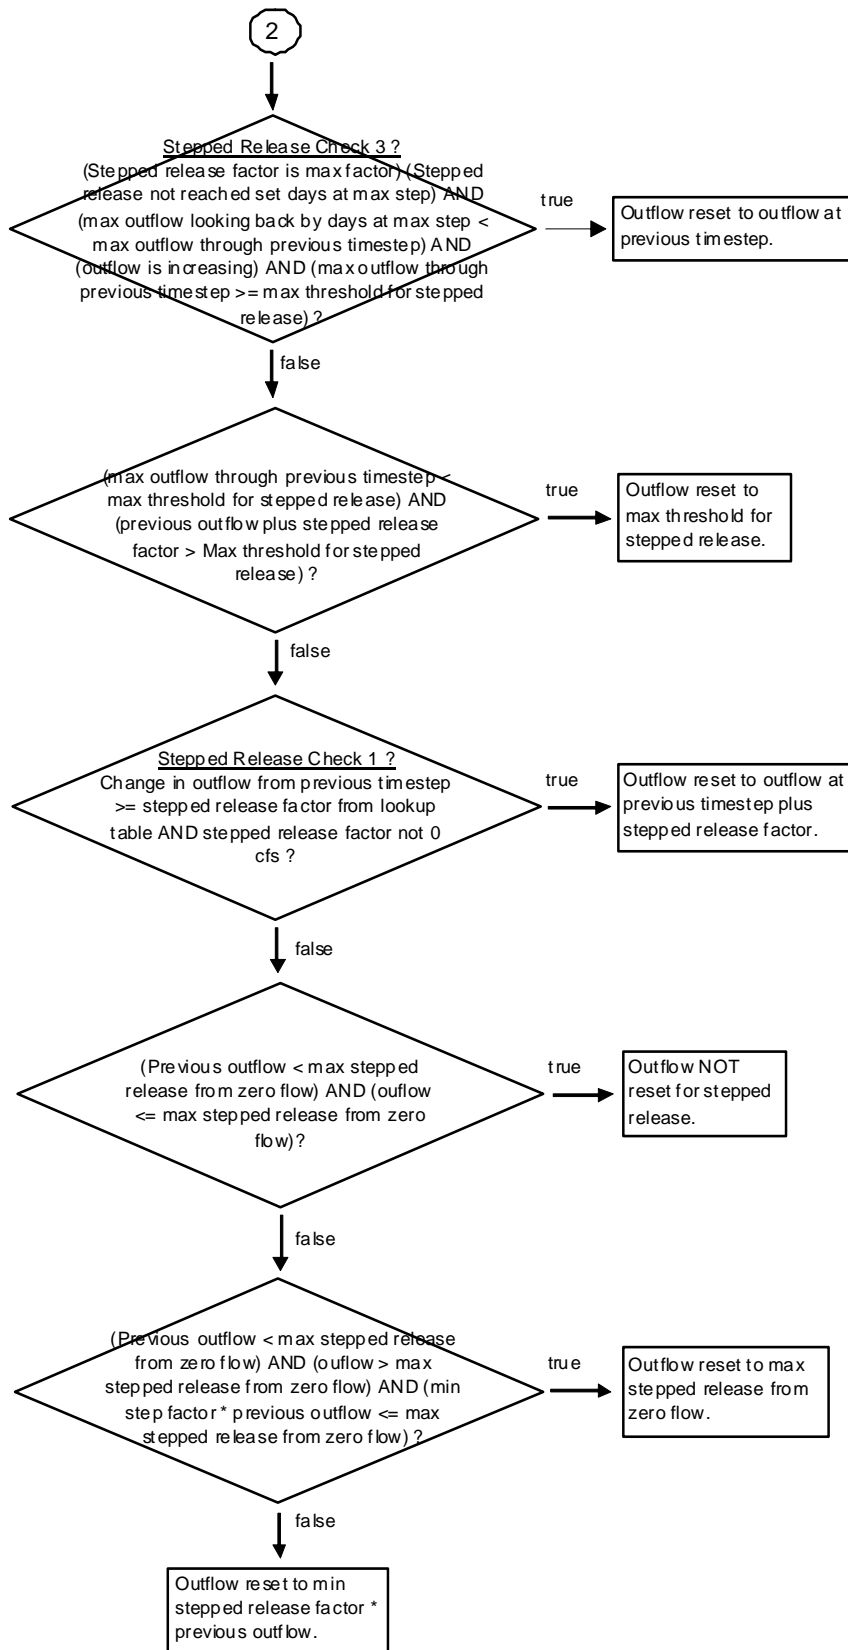 2
Stepped Release Check 3 ?
(Stepped release factor is max factor) (Stepped
release not reached set days at max step) AND
(max outflow looking back by days at max step <
max outflow through previous timestep) AND
(outflow is increasing) AND (max outflow through
previous timestep >= max threshold for stepped
release) ?
true
Outflow reset to outflow at
previous timestep.
false
(max outflow through previous timestep <
max threshold for stepped release) AND
(previous outflow plus stepped release
factor > Max threshold for stepped
release) ?
true
Outflow reset to
max threshold for
stepped release.
false
Stepped Release Check 1 ?
Change in outflow from previous timestep
>= stepped release factor from lookup
table AND stepped release factor not 0
cfs ?
true
Outflow reset to outflow at
previous timestep plus
stepped release factor.
false
(Previous outflow < max stepped
release from zero flow) AND (ouflow
<= max stepped release from zero
flow) ?
true
Outflow NOT
reset for stepped
release.
false
(Previous outflow < max stepped release
from zero flow) AND (ouflow > max
stepped release from zero flow) AND (min
step factor * previous outflow <= max
stepped release from zero flow) ?
true
Outflow reset to max
stepped release from
zero flow.
false
Outflow reset to min
stepped release factor *
previous outflow.